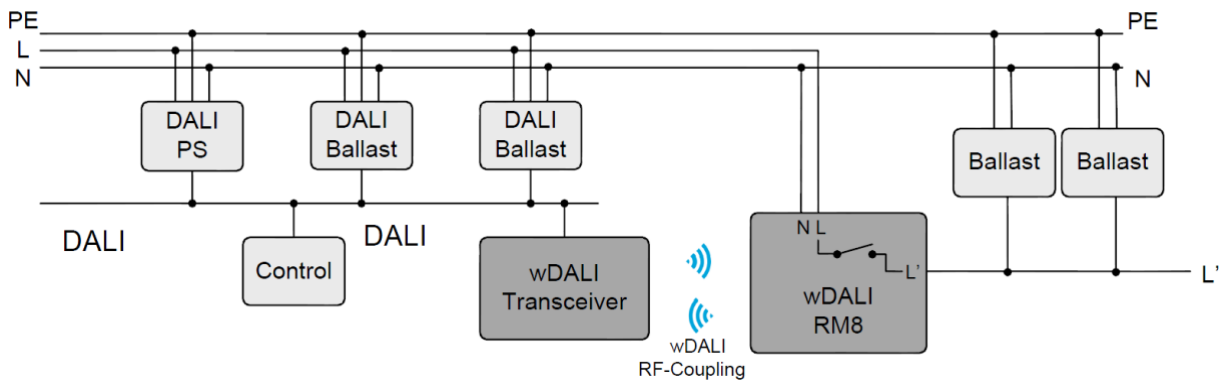 PE
PE
L
N
N
DALI
PS
DALI
Ballast
DALI
Ballast
Ballast
Ballast
DALI
DALI
Control
wDALI
Transceiver
wDALI
RF-Coupling
N L
L'
wDALI
RM8
L'